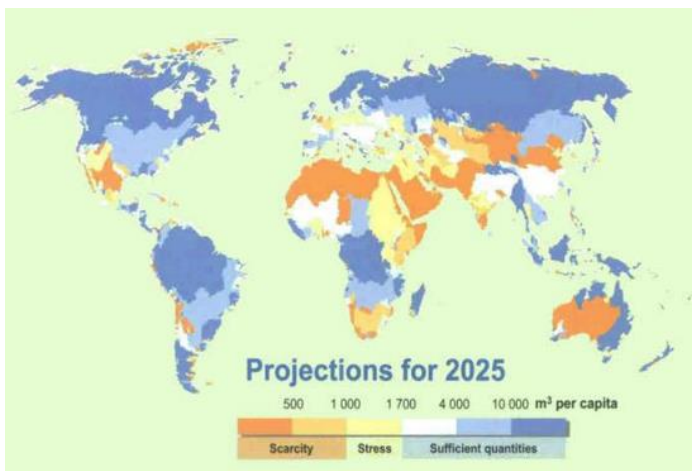 Projections for 2025
500 1 000 1 700 4 000 10 000 m³ per capita
Scarcity Stress Sufficient quantities